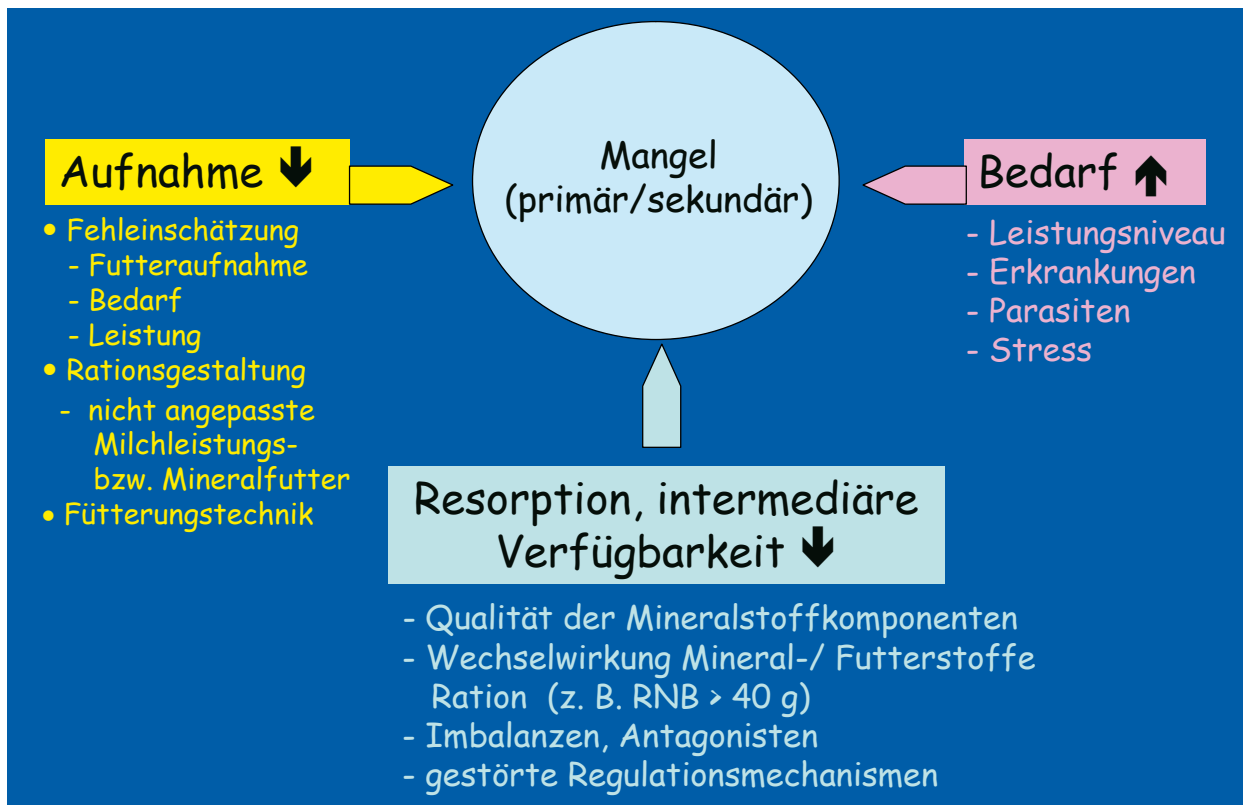 Mangel
(primär/sekundär)
Aufnahme 🡻
• Fehleinschätzung
- Futteraufnahme
- Bedarf
- Leistung
• Rationsgestaltung
- nicht angepasste
Milchleistungs-
bzw. Mineralfutter
• Fütterungstechnik
Bedarf 🡹
- Leistungsniveau
- Erkrankungen
- Parasiten
- Stress
Resorption, intermediäre
Verfügbarkeit 🡻
- Qualität der Mineralstoffkomponenten
- Wechselwirkung Mineral-/ Futterstoffe
Ration (z. B. RNB > 40 g)
- Imbalanzen, Antagonisten
- gestörte Regulationsmechanismen